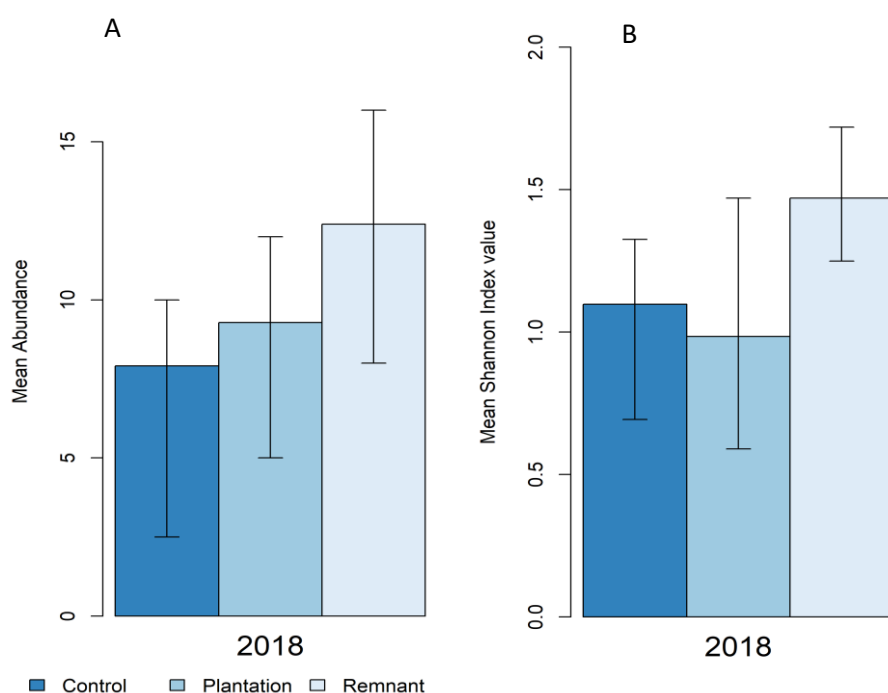 A
Mean Abundance
15
10
5
0
2018
B
Mean Shannon Index value
2.0
1.5
1.0
0.5
0.0
2018
Control Plantation Remnant